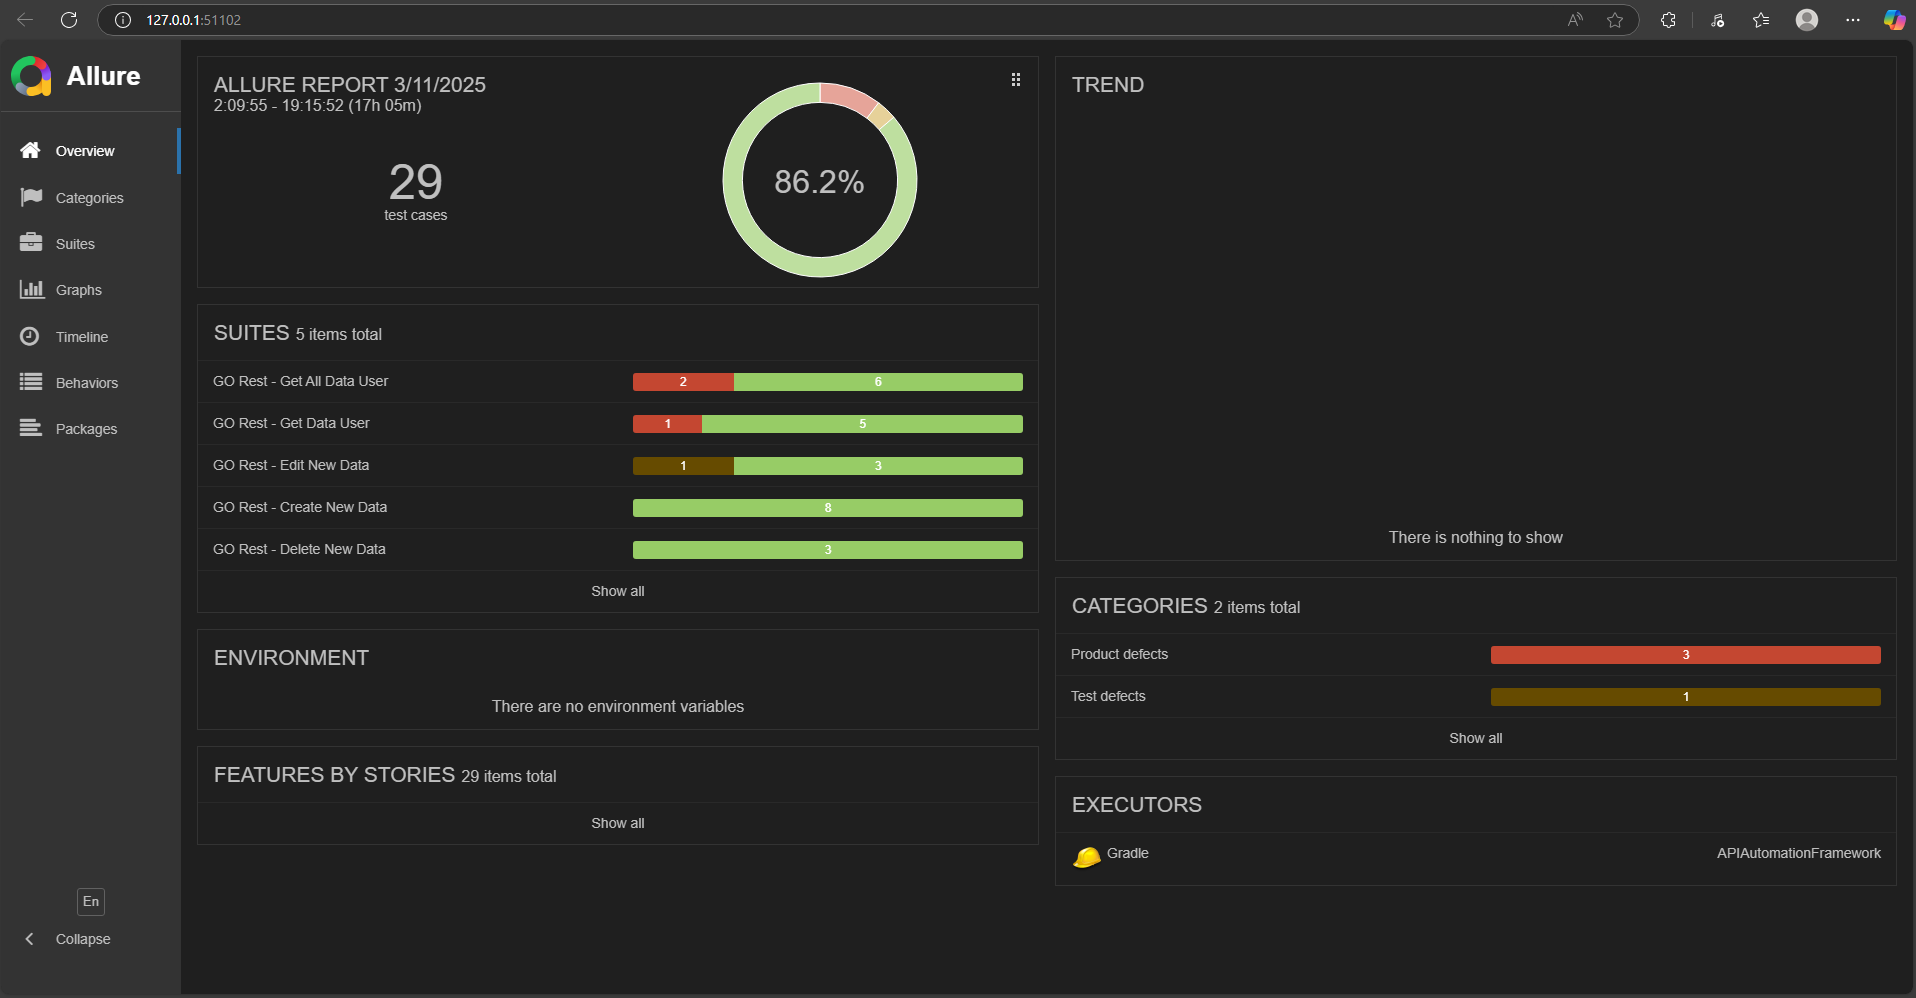 127.0.0.1:51102
Allure
Overview
Categories
Suites
Graphs
Timeline
Behaviors
Packages
En
Collapse
ALLURE REPORT 3/11/2025
2:09:55 - 19:15:52 (17h 05m)
29
test cases
86.2%
SUITES 5 items total
GO Rest - Get All Data User 2 6
GO Rest - Get Data User 1 5
GO Rest - Edit New Data 1 3
GO Rest - Create New Data 8
GO Rest - Delete New Data 3
Show all
ENVIRONMENT
There are no environment variables
FEATURES BY STORIES 29 items total
Show all
TREND
There is nothing to show
CATEGORIES 2 items total
Product defects 3
Test defects 1
Show all
EXECUTORS
Gradle APIAutomationFramework